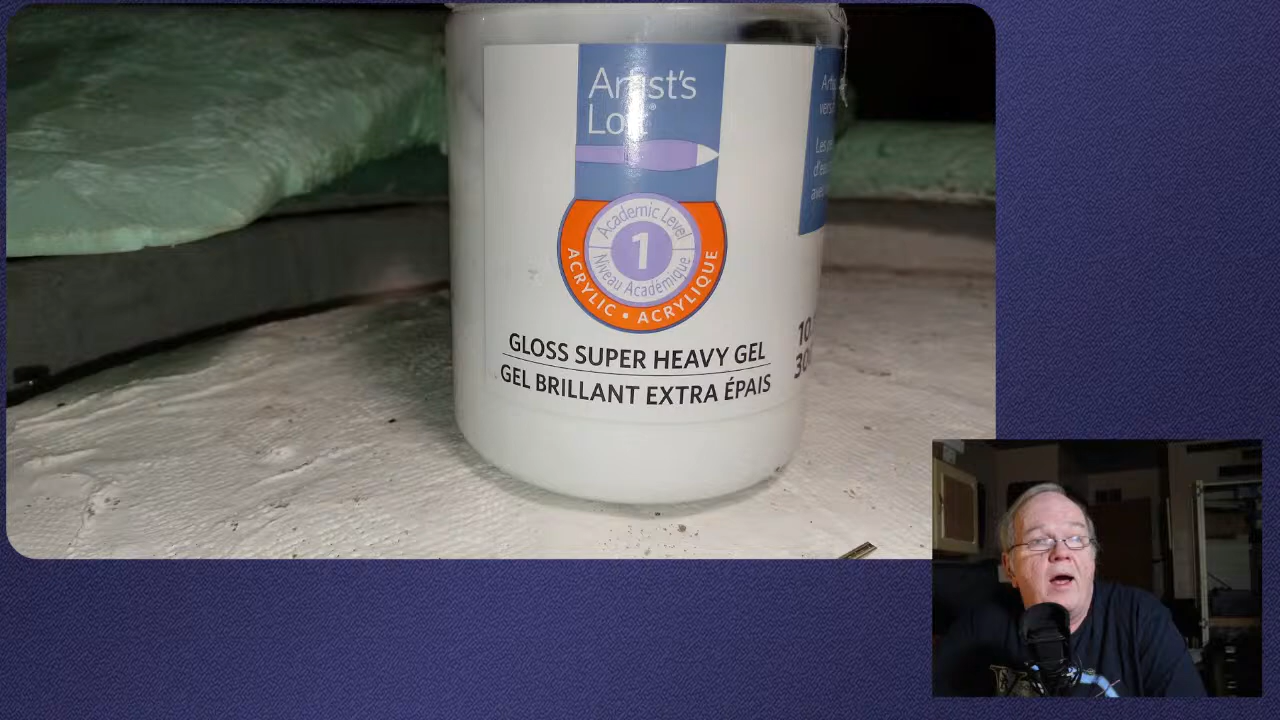 Artist's
Loft
Academic Level
1
Niveau Académique
ACRYLIC • ACRYLIQUE
GLOSS SUPER HEAVY GEL
GEL BRILLANT EXTRA ÉPAIS